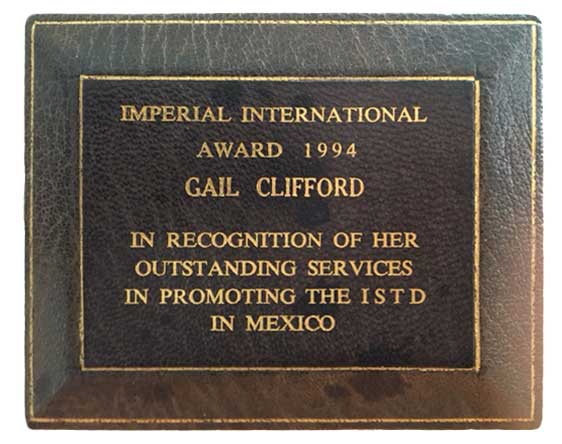 IMPERIAL INTERNATIONAL
AWARD 1994
GAIL CLIFFORD
IN RECOGNITION OF HER
OUTSTANDING SERVICES
IN PROMOTING THE I S T D
IN MEXICO